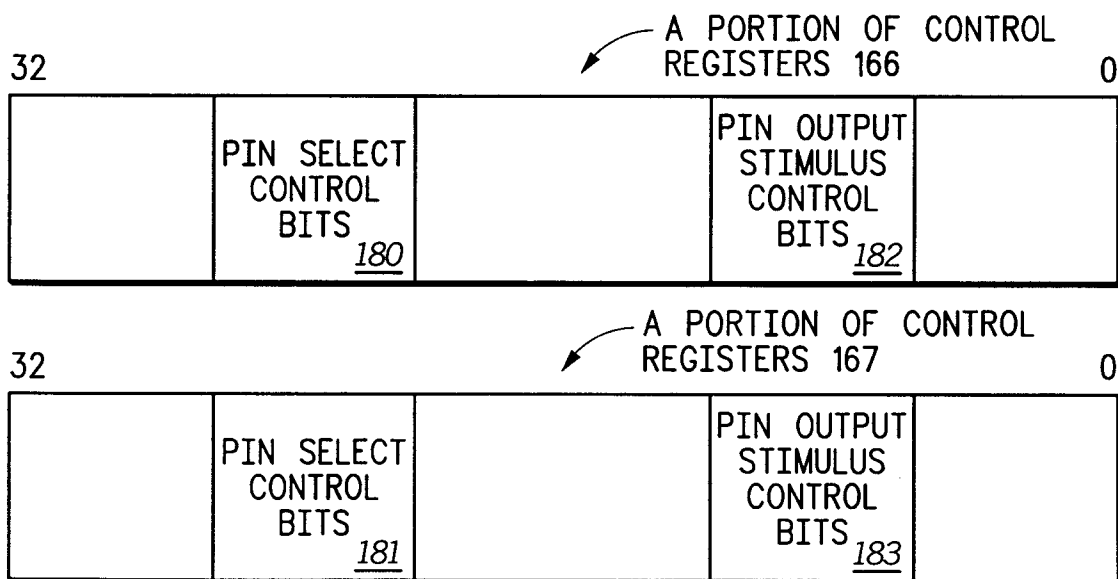 A PORTION OF CONTROL
REGISTERS 166
32
0
PIN SELECT
CONTROL
BITS
180
PIN OUTPUT
STIMULUS
CONTROL
BITS
182
A PORTION OF CONTROL
REGISTERS 167
32
0
PIN SELECT
CONTROL
BITS
181
PIN OUTPUT
STIMULUS
CONTROL
BITS
183